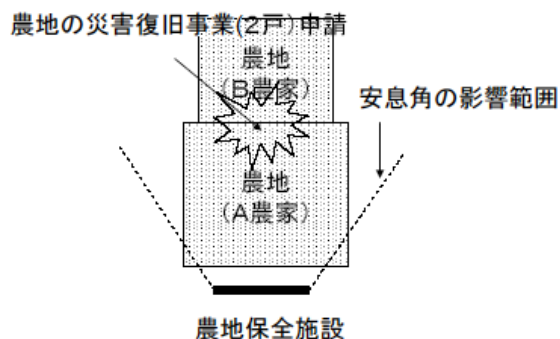 農地の災害復旧事業(2戸)申請
農地
(B農家)
安息角の影響範囲
農地
(A農家)
農地保全施設